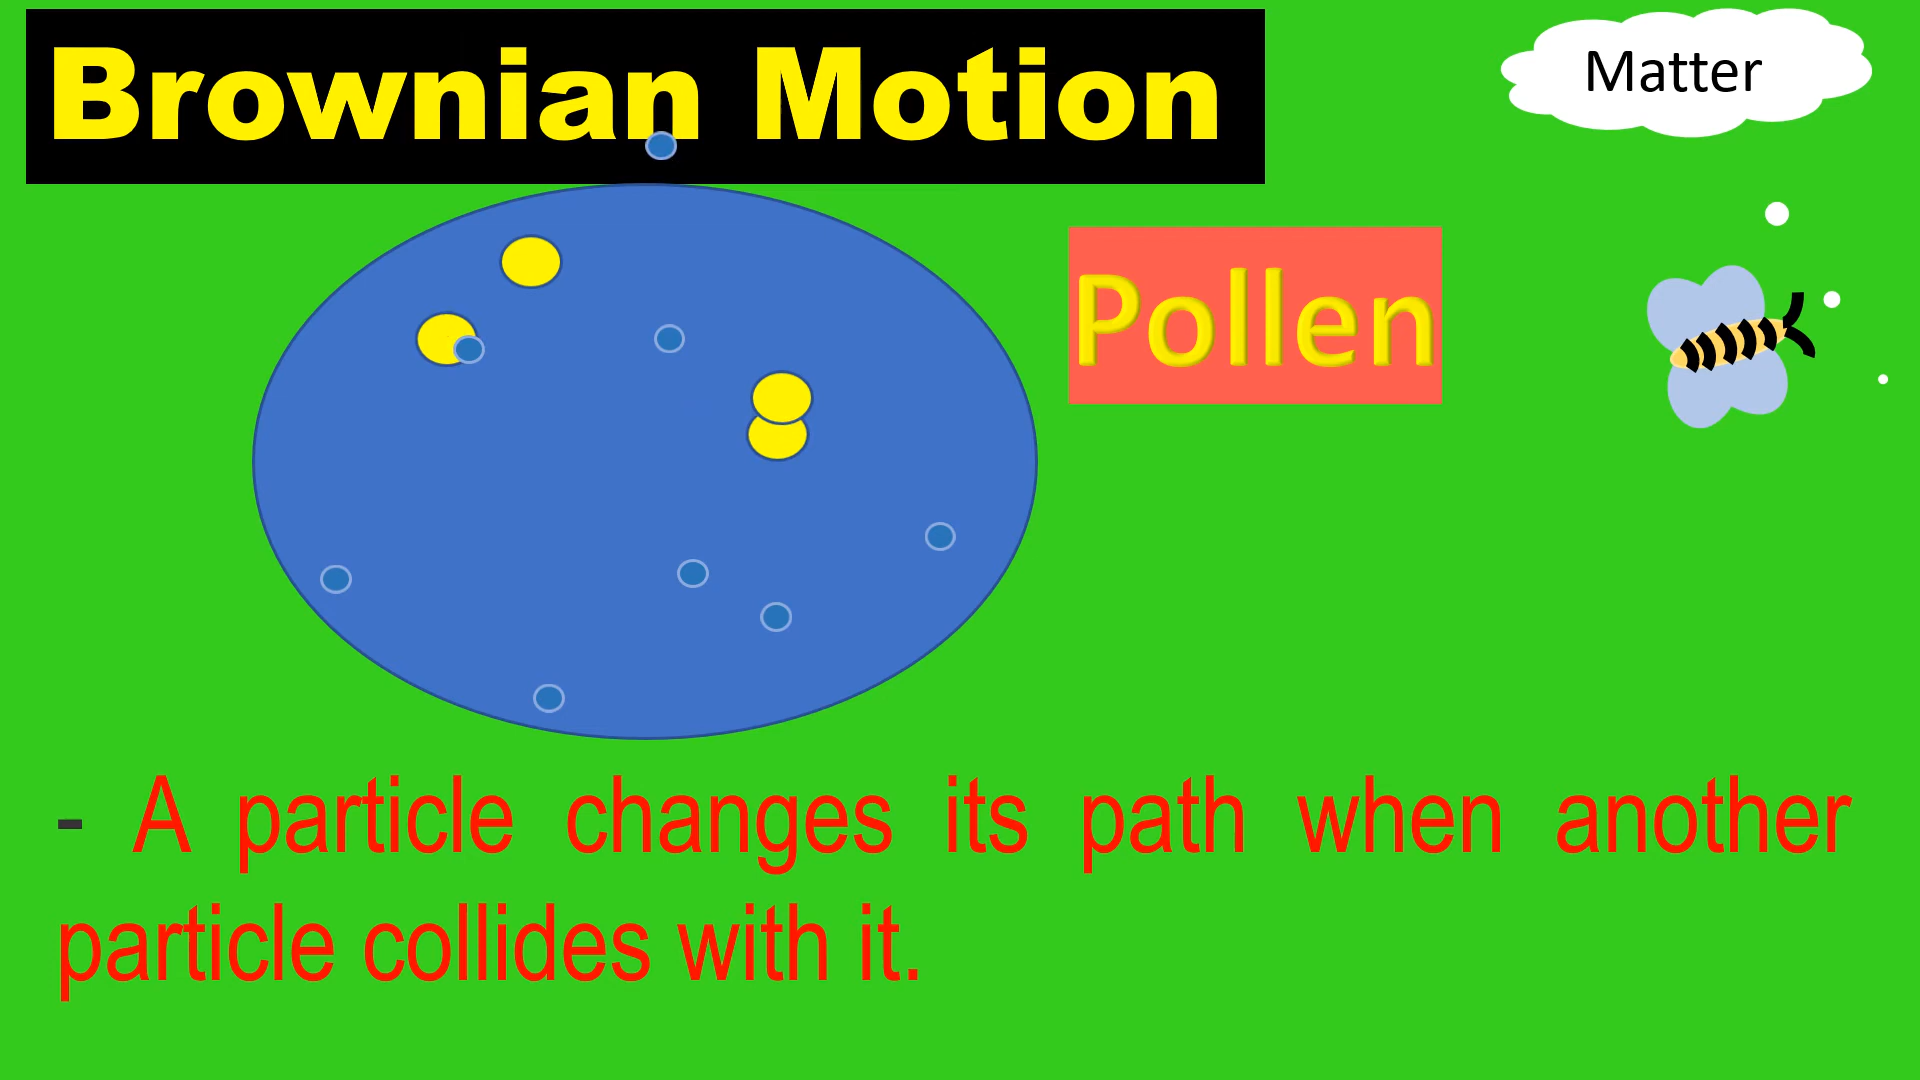 Brownian Motion
Matter
Pollen
- A particle changes its path when another
particle collides with it.